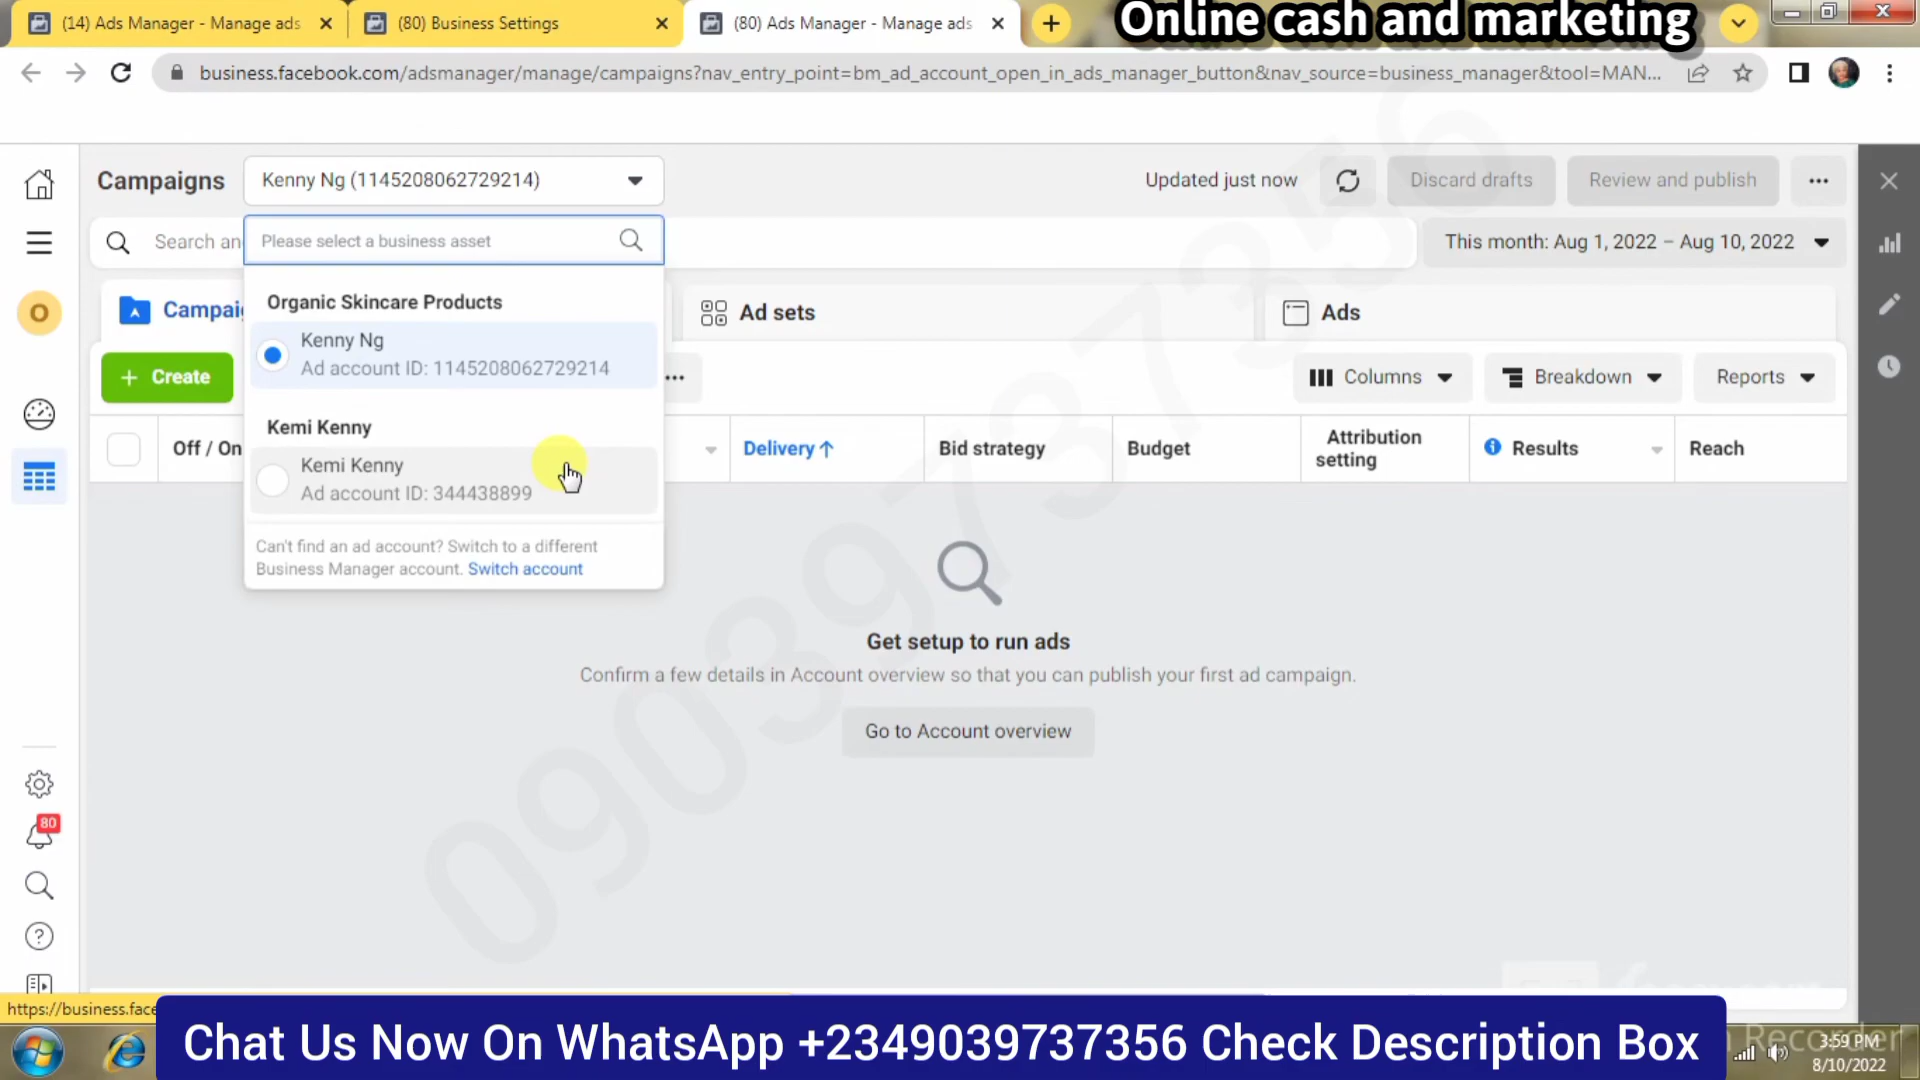 (14) Ads Manager - Manage ads
(80) Business Settings
(80) Ads Manager - Manage ads
Online cash and marketing
business.facebook.com/adsmanager/manage/campaigns?nav_entry_point=bm_ad_account_open_in_ads_manager_button&nav_source=business_manager&tool=MAN...
Campaigns
Kenny Ng (1145208062729214)
Updated just now
Discard drafts
Review and publish
Search an
Please select a business asset
This month: Aug 1, 2022 – Aug 10, 2022
Organic Skincare Products
Kenny Ng
Ad account ID: 1145208062729214
Kemi Kenny
Kemi Kenny
Ad account ID: 344438899
Can't find an ad account? Switch to a different
Business Manager account. Switch account
O
Campaig
Ad sets
Ads
+ Create
Columns
Breakdown
Reports
Off / On
Delivery ↑
Bid strategy
Budget
Attribution
setting
Results
Reach
09039737356
Get setup to run ads
Confirm a few details in Account overview so that you can publish your first ad campaign.
Go to Account overview
80
https://business.face
Chat Us Now On WhatsApp +2349039737356 Check Description Box
Recorder
3:59 PM
8/10/2022